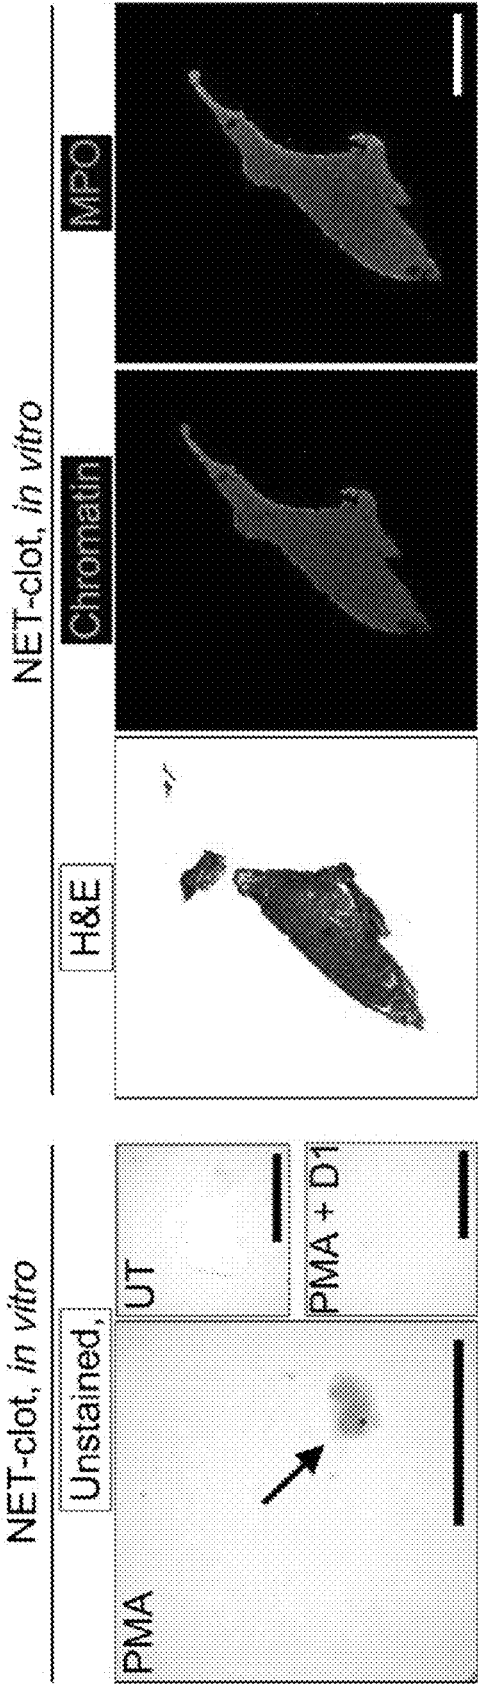 NET-clot, in vitro
Unstained,
PMA
UT
PMA + D1
NET-clot, in vitro
H&E
Chromatin
MPO